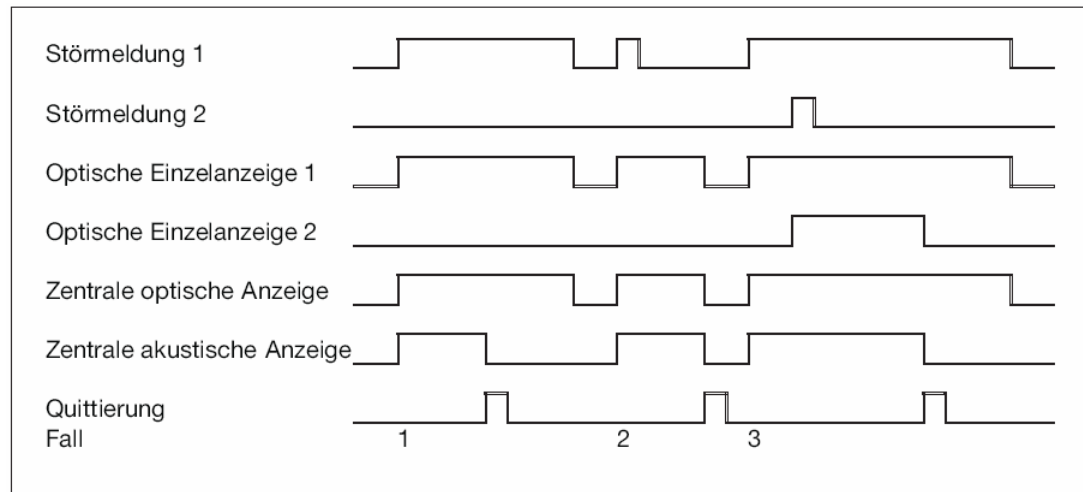 Störmeldung 1
Störmeldung 2
Optische Einzelanzeige 1
Optische Einzelanzeige 2
Zentrale optische Anzeige
Zentrale akustische Anzeige
Quittierung
Fall 1 2 3